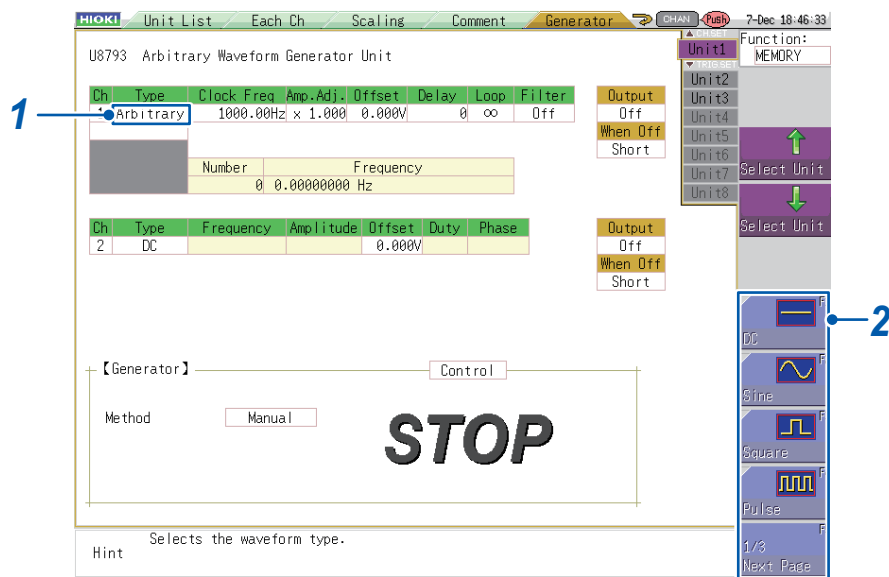 HIOKI Unit List Each Ch Scaling Comment Generator CHAN Push 7-Dec 18:46:33
U8793 Arbitrary Waveform Generator Unit
▲ CH.SET
Unit1
▼ TRIG.SET
Unit2
Unit3
Unit4
Unit5
Unit6
Unit7
Unit8
Function:
MEMORY
Select Unit
Select Unit
1
Ch Type Clock Freq Amp.Adj. Offset Delay Loop Filter
Arbitrary 1000.00Hz x 1.000 0.000V 0 ∞ Off
Output
Off
When Off
Short
Number Frequency
0 0.00000000 Hz
Ch Type Frequency Amplitude Offset Duty Phase
2 DC 0.000V
Output
Off
When Off
Short
2
F
DC
F
Sine
F
Square
F
Pulse
F
1/3
Next Page
【Generator】 Control
Method Manual
STOP
Hint Selects the waveform type.